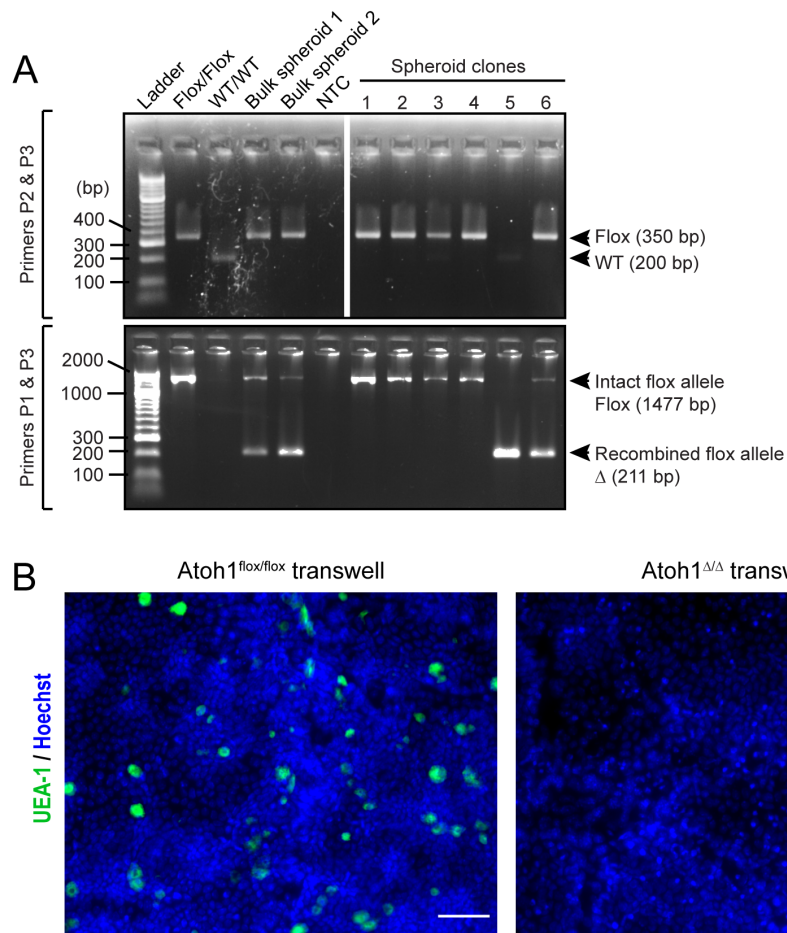 A
Ladder
Flox/Flox
WT/WT
Bulk spheroid 1
Bulk spheroid 2
NTC
Spheroid clones
1 2 3 4 5 6
Primers P2 & P3
(bp)
400
300
200
100
Flox (350 bp)
WT (200 bp)
Primers P1 & P3
2000
1000
300
200
100
Intact flox allele
Flox (1477 bp)
Recombined flox allele
Δ (211 bp)
B
Atoh1flox/flox transwell
Atoh1Δ/Δ transw
UEA-1 / Hoechst